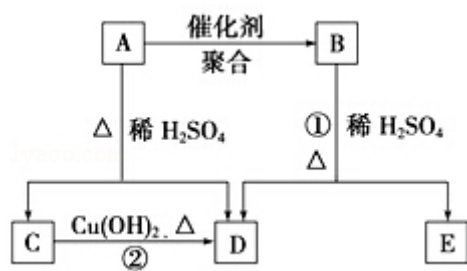 A 催化剂 B
聚合
△ 稀 H₂SO₄ ① 稀 H₂SO₄
△
C Cu(OH)₂、△ D E
②